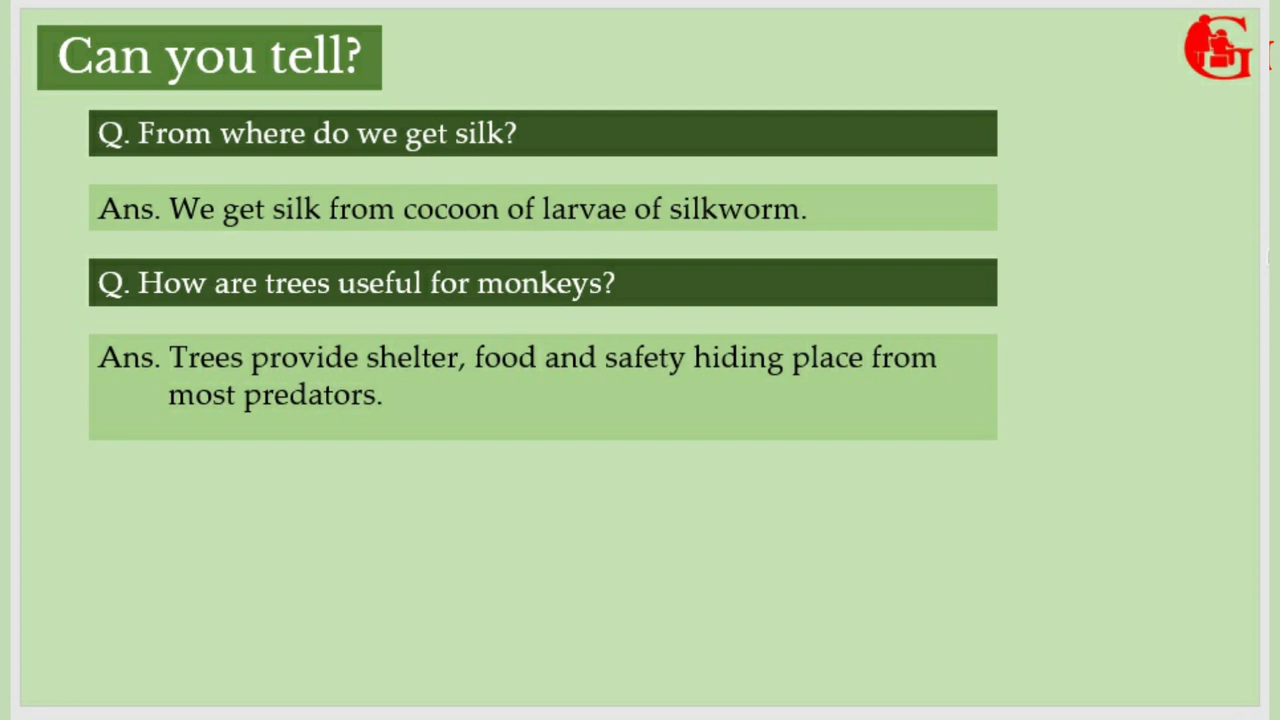 Can you tell?
Q. From where do we get silk?
Ans. We get silk from cocoon of larvae of silkworm.
Q. How are trees useful for monkeys?
Ans. Trees provide shelter, food and safety hiding place from
most predators.